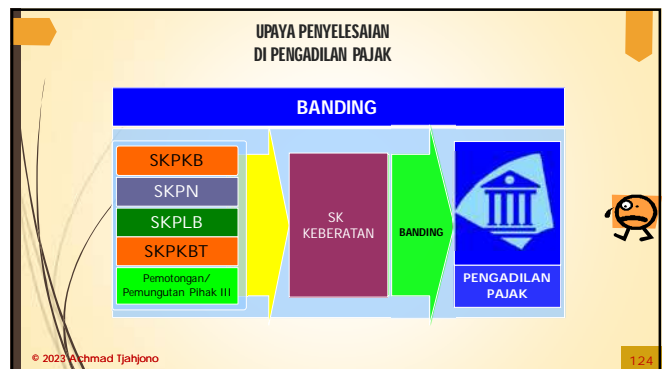 UPAYA PENYELESAIAN
DI PENGADILAN PAJAK
BANDING
SKPKB
SKPN
SKPLB
SKPKBT
Pemotongan/
Pemungutan Pihak III
SK
KEBERATAN
BANDING
PENGADILAN
PAJAK
© 2023 Achmad Tjahjono
124